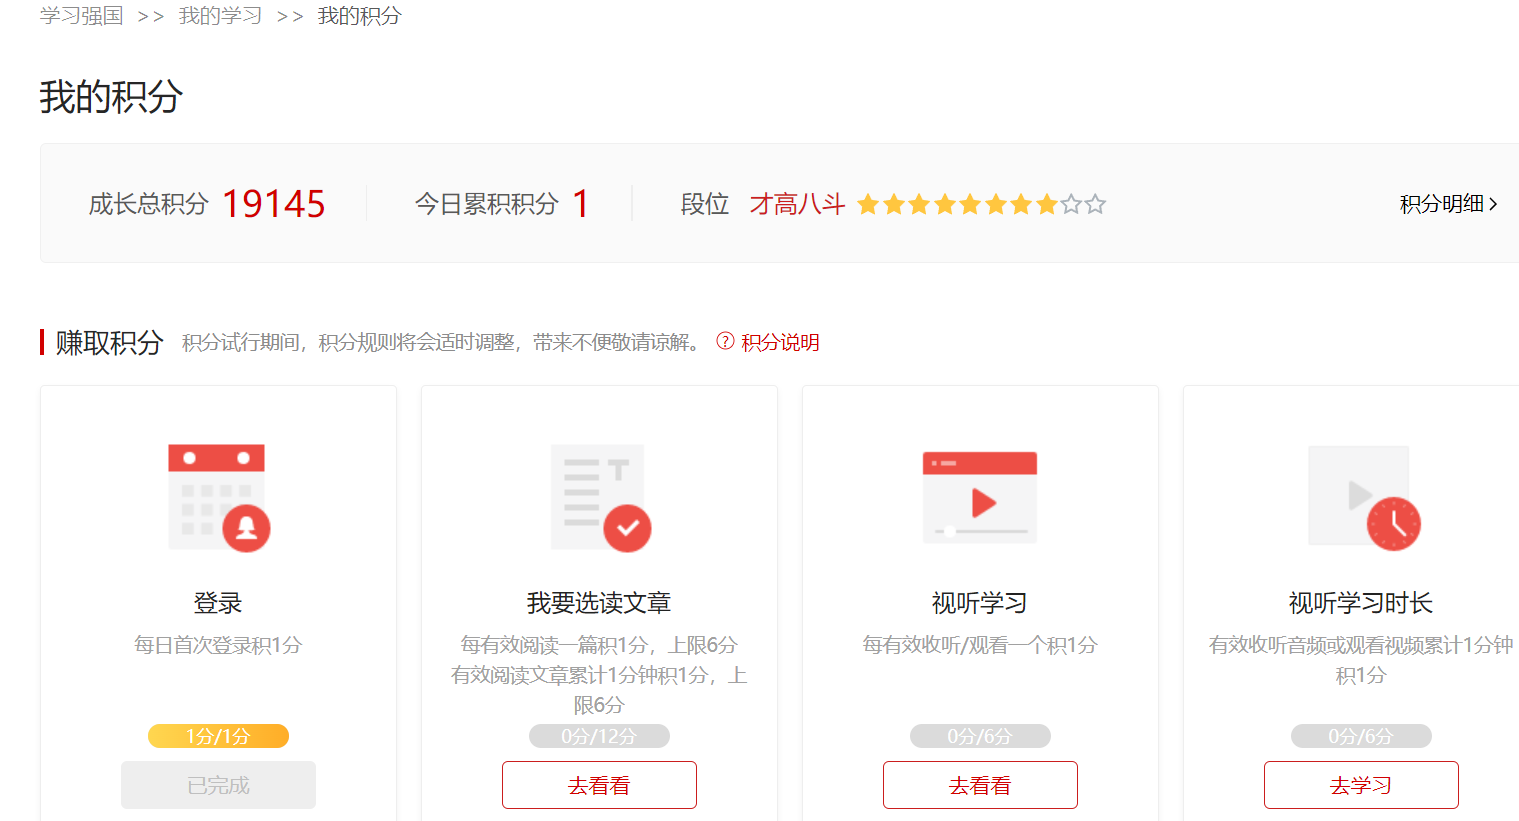 学习强国 >> 我的学习 >> 我的积分
我的积分
成长总积分 19145 今日累积积分 1 段位 才高八斗 积分明细
赚取积分 积分试行期间，积分规则将会适时调整，带来不便敬请谅解。 ? 积分说明
登录
每日首次登录积1分
1分/1分
已完成
T
我要选读文章
每有效阅读一篇积1分，上限6分
有效阅读文章累计1分钟积1分，上
限6分
0分/12分
去看看
视听学习
每有效收听/观看一个积1分
0分/6分
去看看
视听学习时长
有效收听音频或观看视频累计1分钟
积1分
0分/6分
去学习